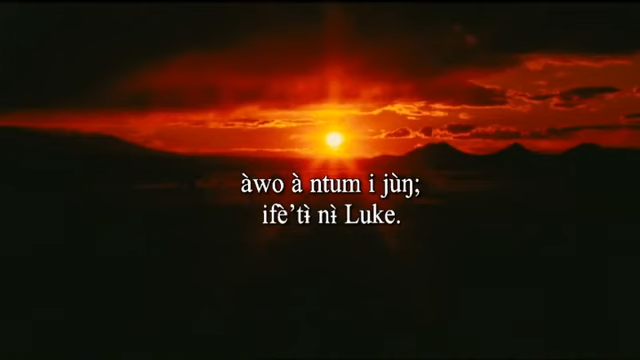 àwo à ntum i jùŋ;
ifè’tɨ̀ nɨ̀ Luke.